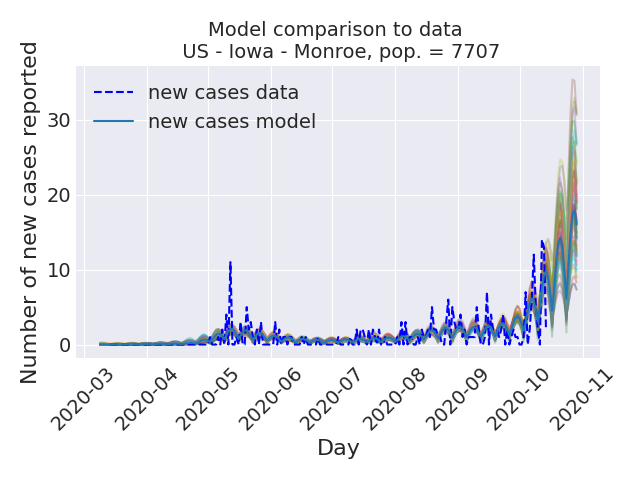 Model comparison to data
US - Iowa - Monroe, pop. = 7707
new cases data
new cases model
Number of new cases reported
30
20
10
0
2020-03
2020-04
2020-05
2020-06
2020-07
2020-08
2020-09
2020-10
2020-11
Day